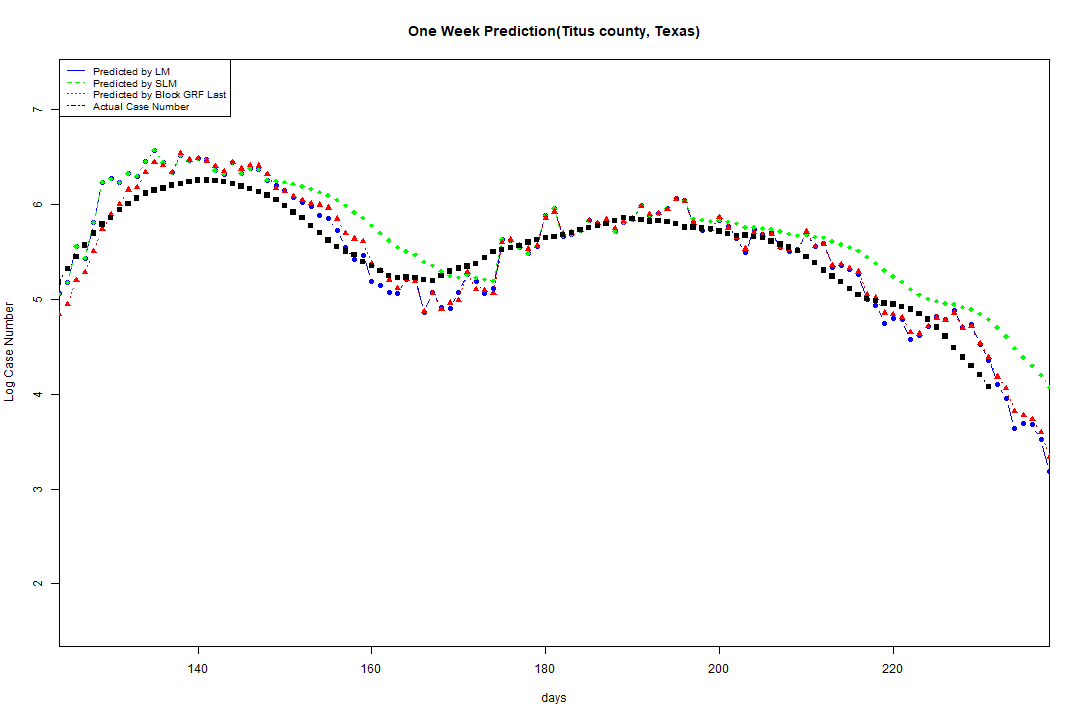 One Week Prediction(Titus county, Texas)
Predicted by LM
Predicted by SLM
Predicted by Block GRF Last
Actual Case Number
7
6
5
4
3
2
Log Case Number
140 160 180 200 220
days